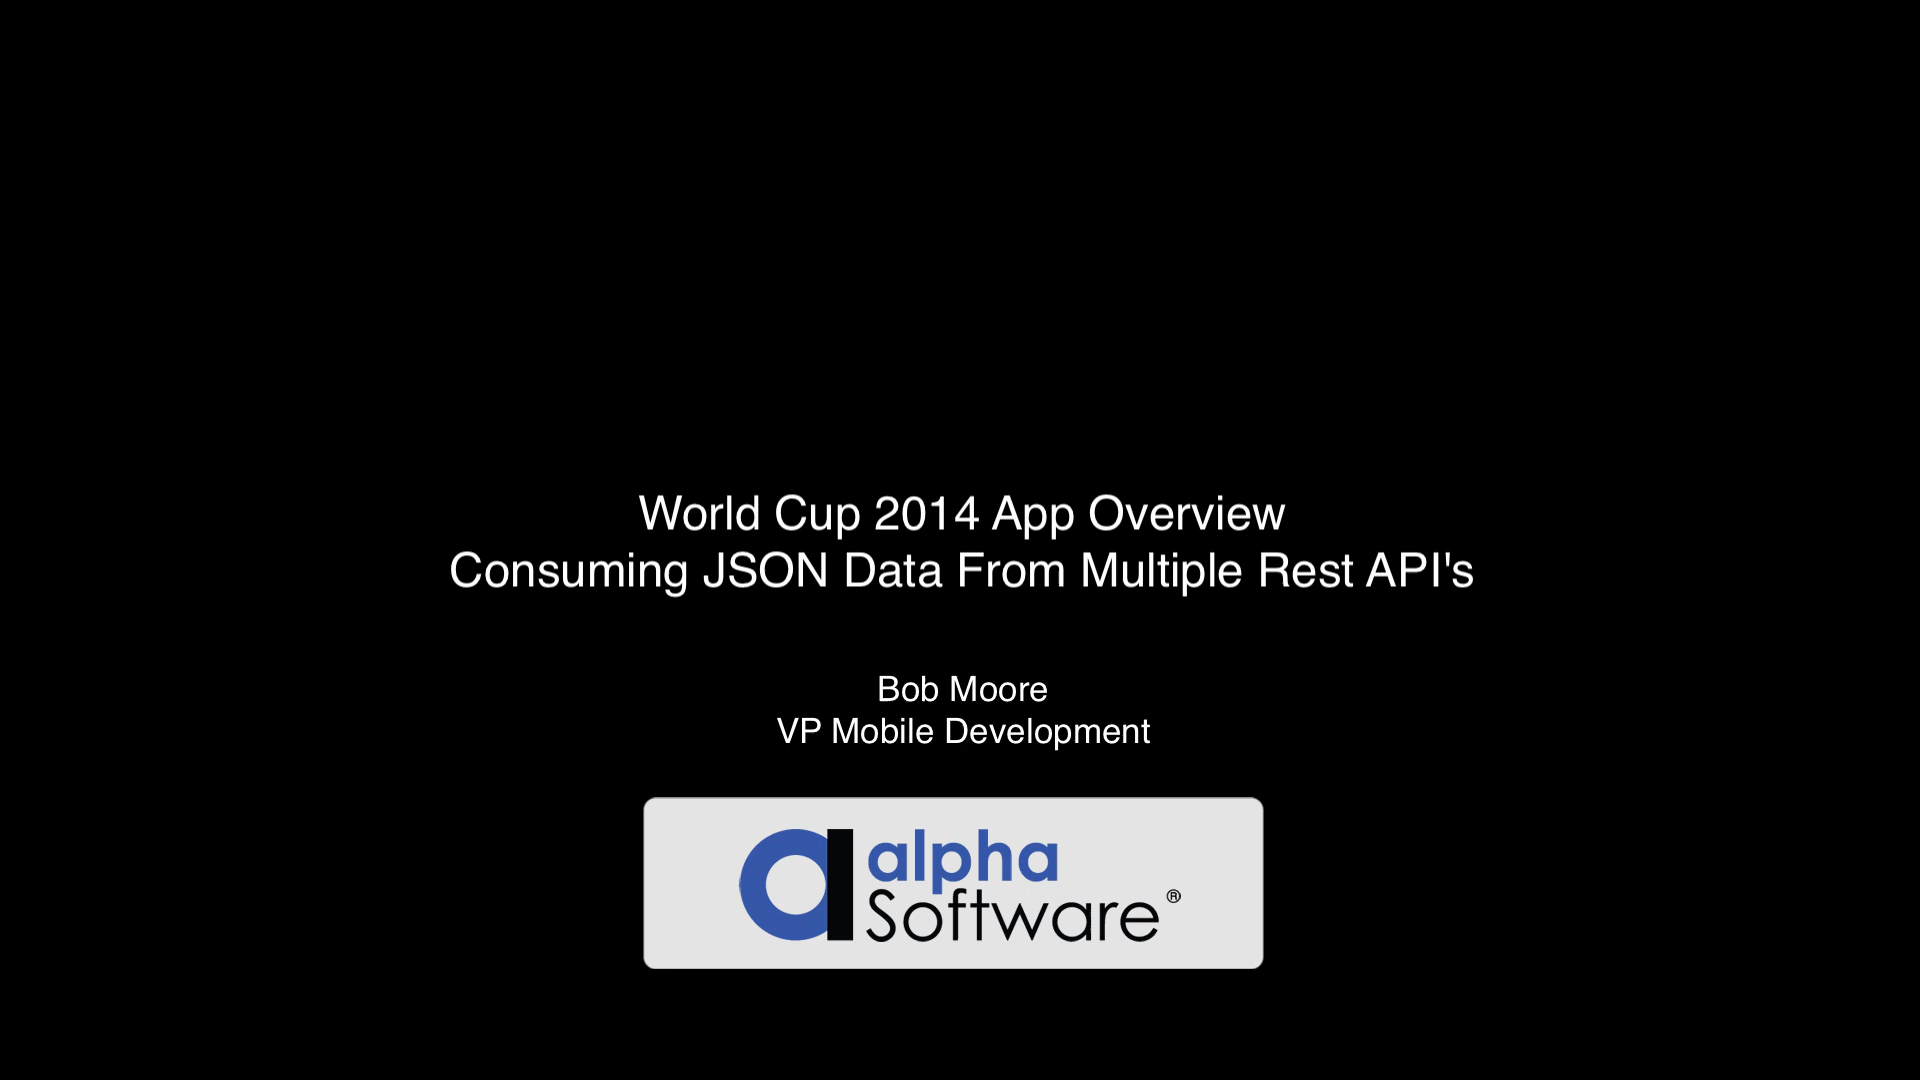 World Cup 2014 App Overview
Consuming JSON Data From Multiple Rest API's
Bob Moore
VP Mobile Development
alpha
Software®